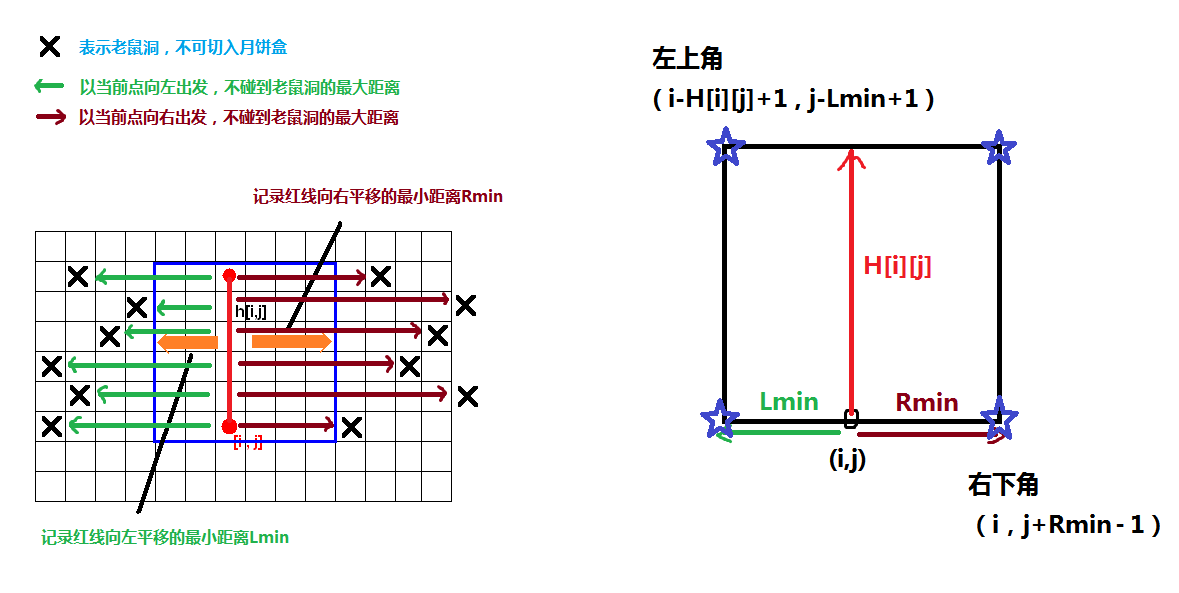 表示老鼠洞，不可切入月饼盒
以当前点向左出发，不碰到老鼠洞的最大距离
以当前点向右出发，不碰到老鼠洞的最大距离
记录红线向右平移的最小距离Rmin
h[i,j]
[i , j]
记录红线向左平移的最小距离Lmin
左上角
（ i-H[i][j]+1 , j-Lmin+1 ）
H[i][j]
Lmin
Rmin
(i,j)
右下角
（ i , j+Rmin - 1 ）